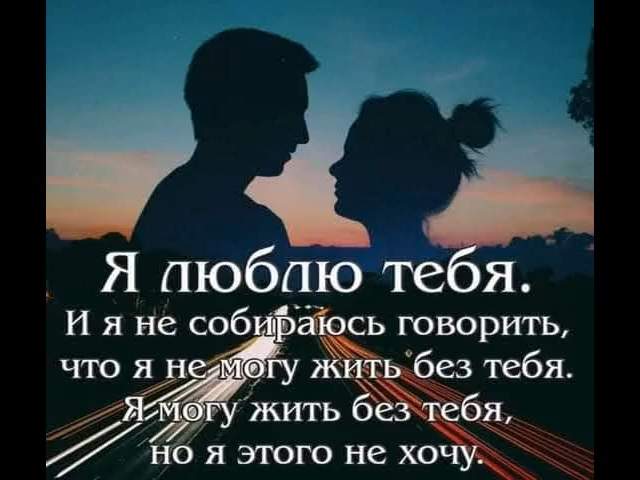 Я люблю тебя.
И я не собираюсь говорить,
что я не могу жить без тебя.
Я могу жить без тебя,
но я этого не хочу.